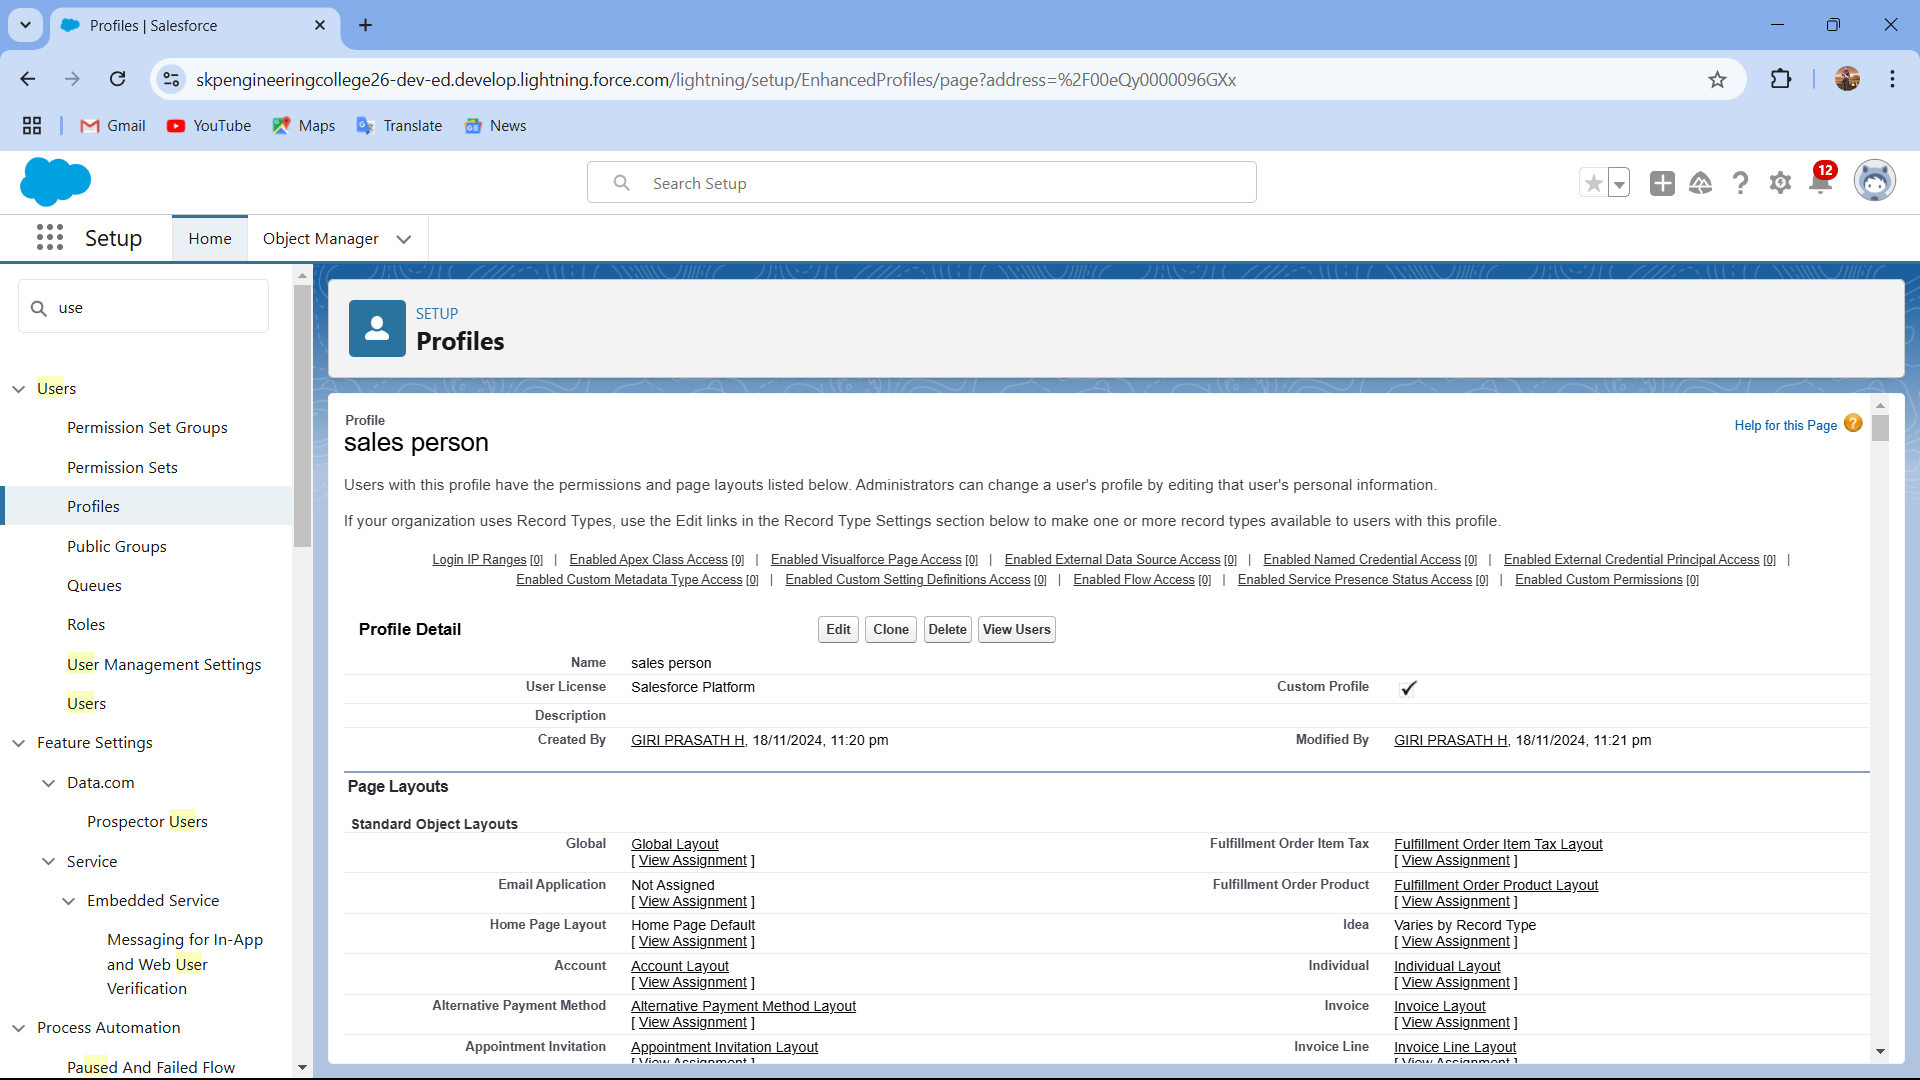 Profiles | Salesforce
skpengineeringcollege26-dev-ed.develop.lightning.force.com/lightning/setup/EnhancedProfiles/page?address=%2F00eQy0000096GXx
Gmail YouTube Maps Translate News
Search Setup
12
Setup Home Object Manager
use
Users
Permission Set Groups
Permission Sets
Profiles
Public Groups
Queues
Roles
User Management Settings
Users
Feature Settings
Data.com
Prospector Users
Service
Embedded Service
Messaging for In-App
and Web User
Verification
Process Automation
Paused And Failed Flow
SETUP
Profiles
Profile
sales person
Help for this Page
Users with this profile have the permissions and page layouts listed below. Administrators can change a user's profile by editing that user's personal information.
If your organization uses Record Types, use the Edit links in the Record Type Settings section below to make one or more record types available to users with this profile.
Login IP Ranges [0] | Enabled Apex Class Access [0] | Enabled Visualforce Page Access [0] | Enabled External Data Source Access [0] | Enabled Named Credential Access [0] | Enabled External Credential Principal Access [0] |
Enabled Custom Metadata Type Access [0] | Enabled Custom Setting Definitions Access [0] | Enabled Flow Access [0] | Enabled Service Presence Status Access [0] | Enabled Custom Permissions [0]
Profile Detail Edit Clone Delete View Users
Name sales person
User License Salesforce Platform Custom Profile
Description
Created By GIRI PRASATH H, 18/11/2024, 11:20 pm Modified By GIRI PRASATH H, 18/11/2024, 11:21 pm
Page Layouts
Standard Object Layouts
Global Global Layout Fulfillment Order Item Tax Fulfillment Order Item Tax Layout
[ View Assignment ] [ View Assignment ]
Email Application Not Assigned Fulfillment Order Product Fulfillment Order Product Layout
[ View Assignment ] [ View Assignment ]
Home Page Layout Home Page Default Idea Varies by Record Type
[ View Assignment ] [ View Assignment ]
Account Account Layout Individual Individual Layout
[ View Assignment ] [ View Assignment ]
Alternative Payment Method Alternative Payment Method Layout Invoice Invoice Layout
[ View Assignment ] [ View Assignment ]
Appointment Invitation Appointment Invitation Layout Invoice Line Invoice Line Layout
[ View Assignment ] [ View Assignment ]